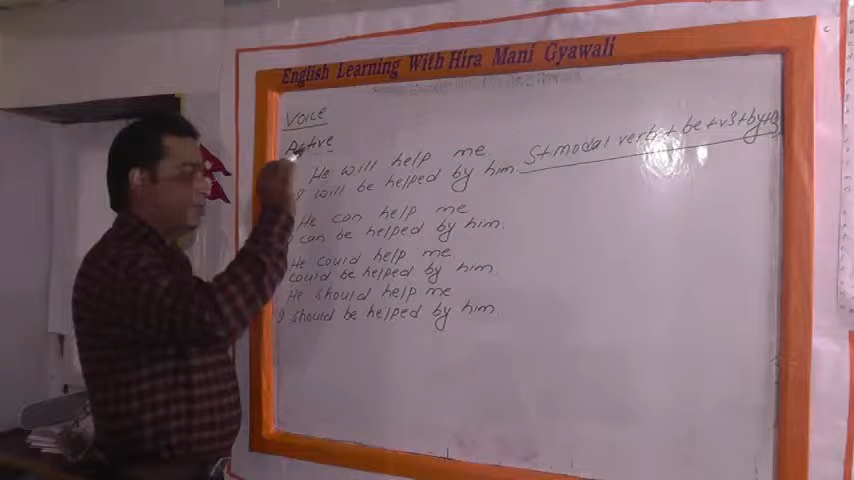 English Learning With Hira Mani Gyawali
Voice
Active
He will help me. S+modal verb+be+v3+by+o
I will be helped by him.
He can help me
I can be helped by him.
He could help me
could be helped by him
He should help me
I should be helped by him